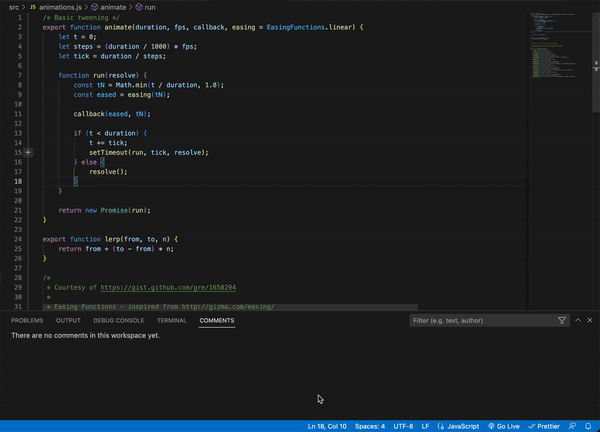 src > JS animations.js > animate > run
1 /* Basic tweening */
2 export function animate(duration, fps, callback, easing = EasingFunctions.linear) {
3 let t = 0;
4 let steps = (duration / 1000) * fps;
5 let tick = duration / steps;
6
7 function run(resolve) {
8 const tN = Math.min(t / duration, 1.0);
9 const eased = easing(tN);
10
11 callback(eased, tN);
12
13 if (t < duration) {
14 t += tick;
15 setTimeout(run, tick, resolve);
16 } else {
17 resolve();
18 }
19 }
20
21 return new Promise(run);
22 }
23
24 export function lerp(from, to, n) {
25 return from + (to - from) * n;
26 }
27
28 /*
29 * Courtesy of https://gist.github.com/gre/1650294
30 *
31 * Easing Functions - inspired from http://gizma.com/easing/
PROBLEMS OUTPUT DEBUG CONSOLE TERMINAL COMMENTS Filter (e.g. text, author)
There are no comments in this workspace yet.
Ln 18, Col 10 Spaces: 4 UTF-8 LF JavaScript Go Live Prettier